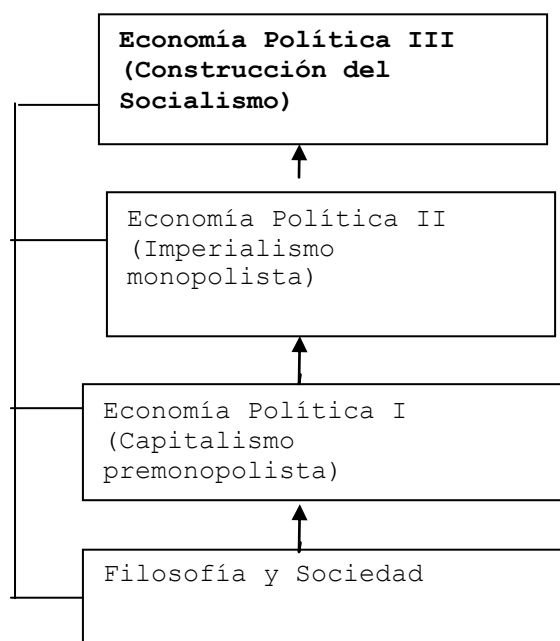 Economía Política III
(Construcción del
Socialismo)
Economía Política II
(Imperialismo
monopolista)
Economía Política I
(Capitalismo
premonopolista)
Filosofía y Sociedad